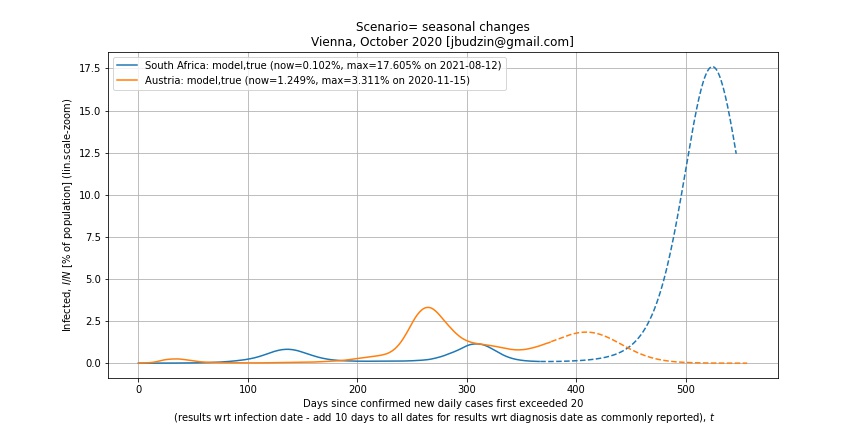 Scenario= seasonal changes
Vienna, October 2020 [jbudzin@gmail.com]
South Africa: model,true (now=0.102%, max=17.605% on 2021-08-12)
Austria: model,true (now=1.249%, max=3.311% on 2020-11-15)
Infected, I/N [% of population] (lin.scale-zoom)
17.5
15.0
12.5
10.0
7.5
5.0
2.5
0.0
0 100 200 300 400 500
Days since confirmed new daily cases first exceeded 20
(results wrt infection date - add 10 days to all dates for results wrt diagnosis date as commonly reported), t